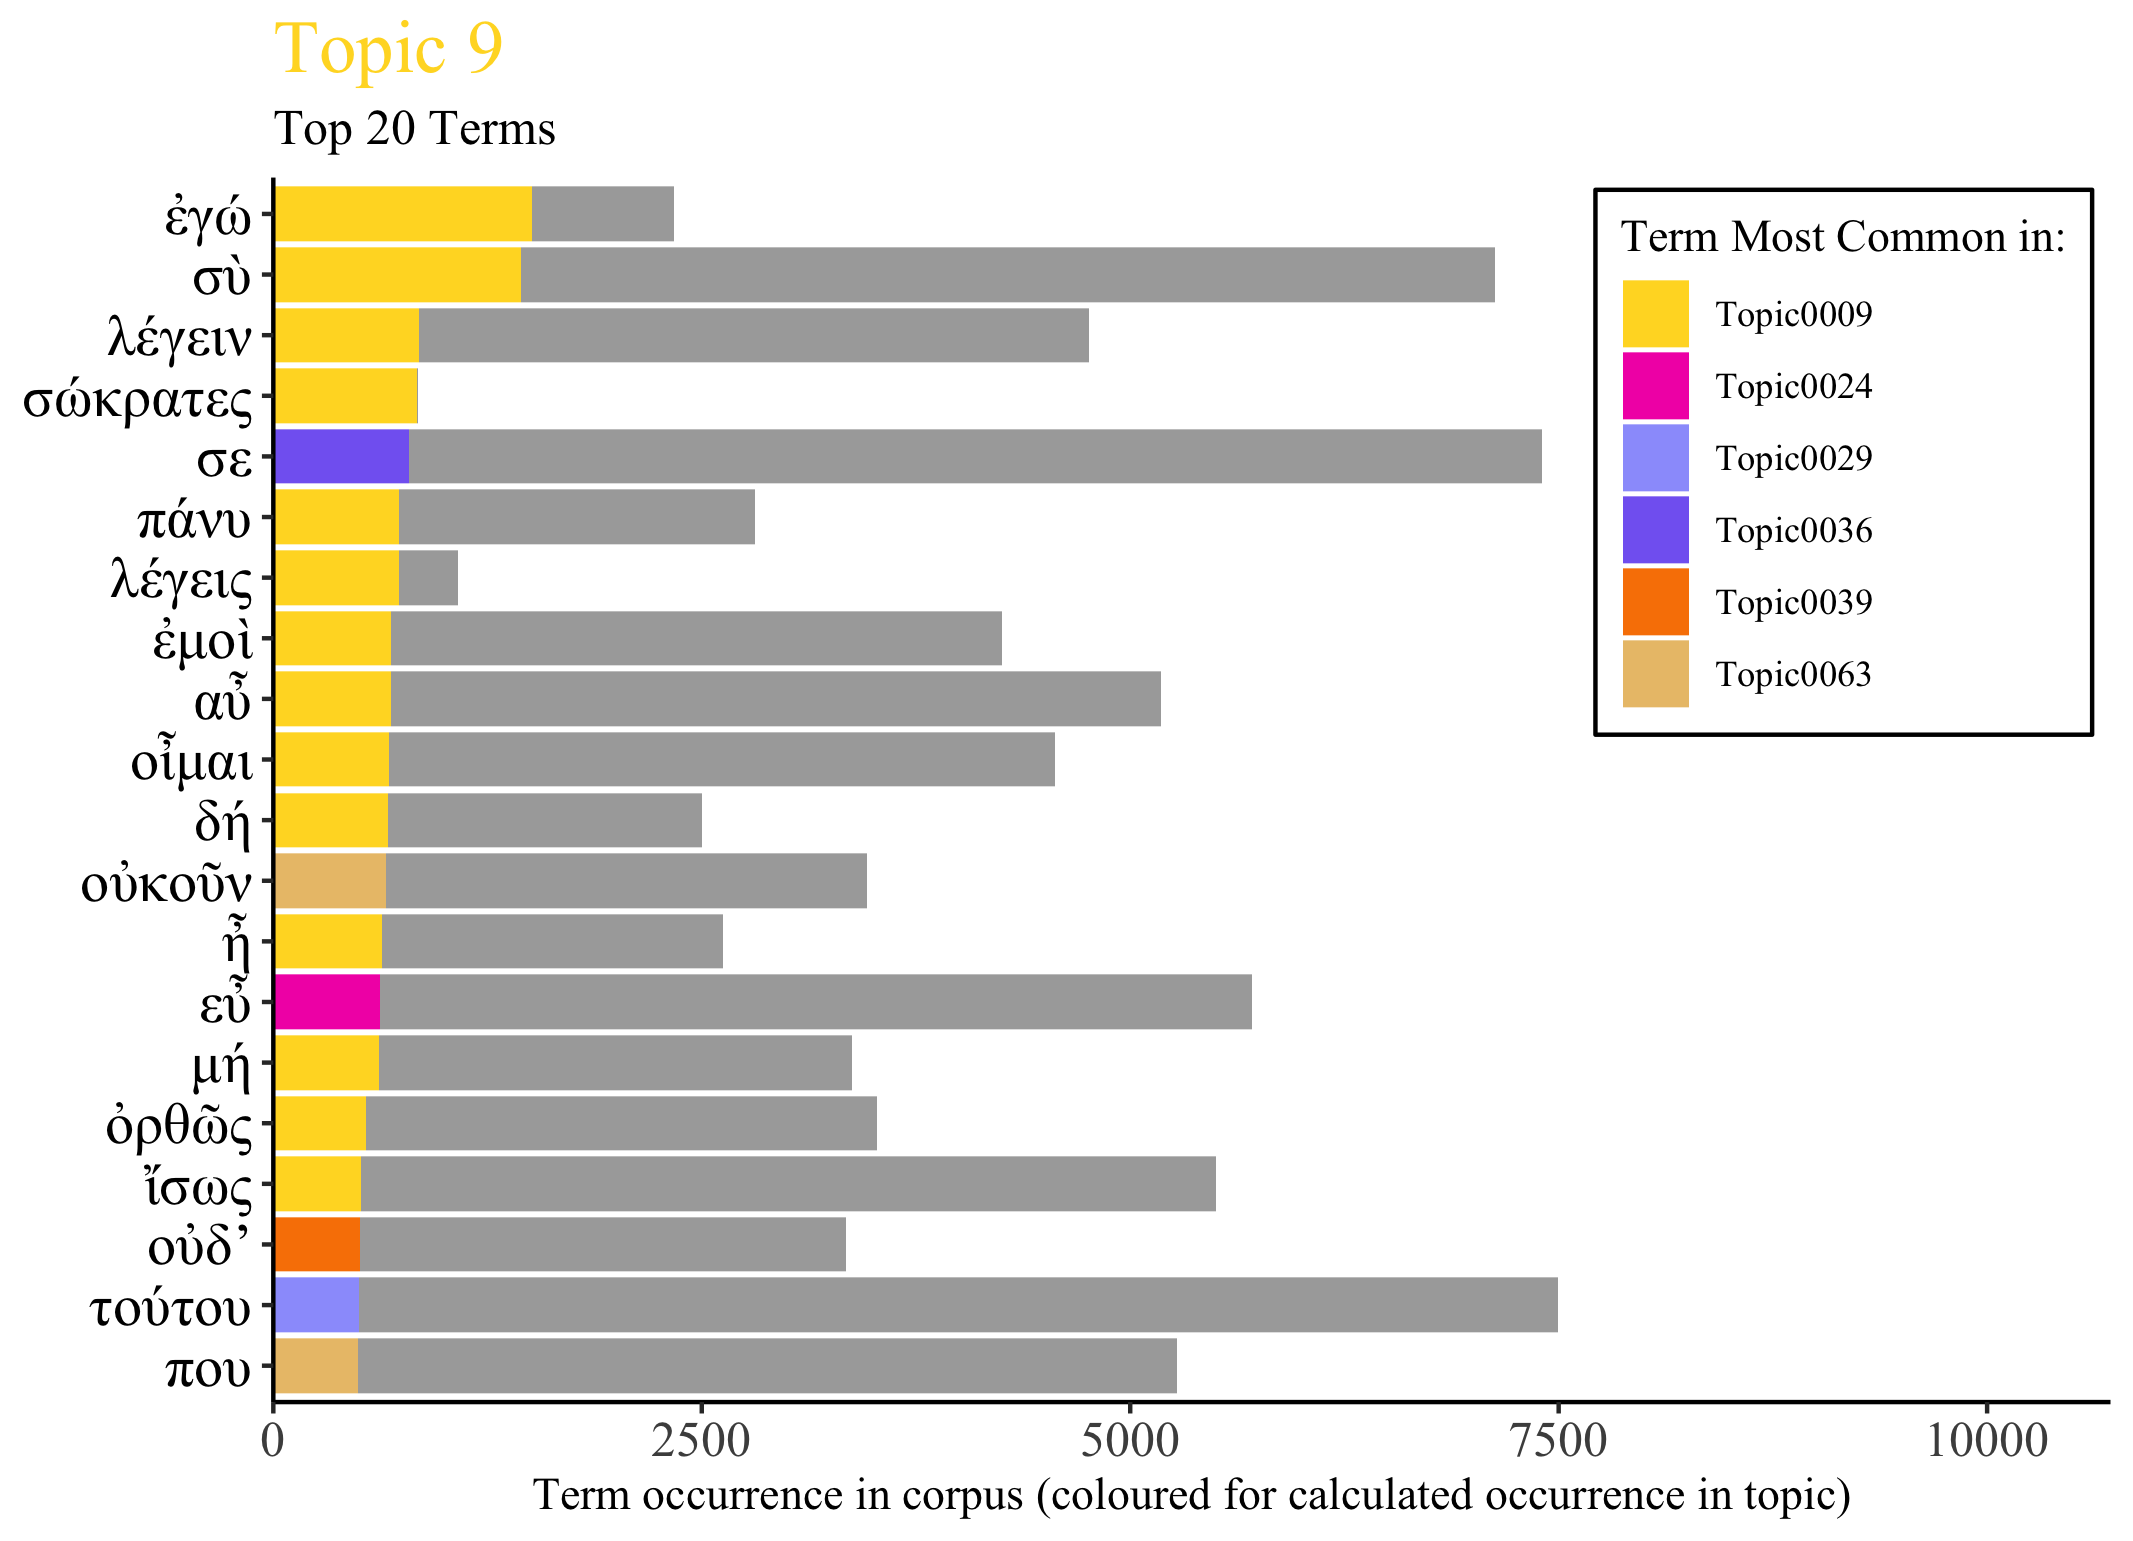 Topic 9
Top 20 Terms
ἐγώ
σὺ
λέγειν
σώκρατες
σε
πάνυ
λέγεις
ἐμοὶ
αὖ
οἶμαι
δή
οὐκοῦν
ἦ
εὖ
μή
ὀρθῶς
ἴσως
οὐδ’
τούτου
που
0 2500 5000 7500 10000
Term occurrence in corpus (coloured for calculated occurrence in topic)
Term Most Common in:
Topic0009
Topic0024
Topic0029
Topic0036
Topic0039
Topic0063